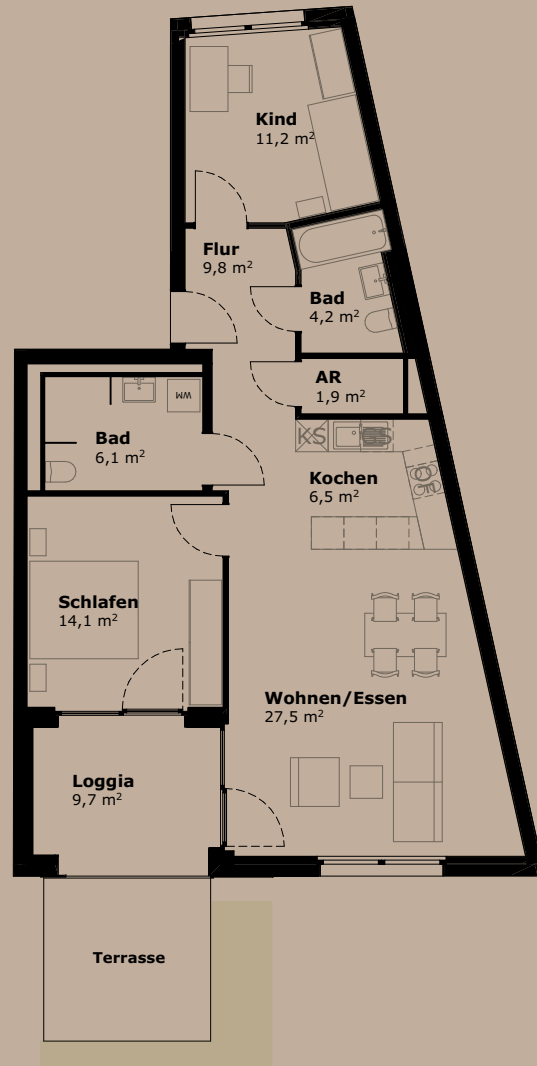 Kind
11,2 m²
Flur
9,8 m²
Bad
4,2 m²
AR
1,9 m²
WM
Bad
6,1 m²
KS
GS
Kochen
6,5 m²
Schlafen
14,1 m²
Wohnen/Essen
27,5 m²
Loggia
9,7 m²
Terrasse